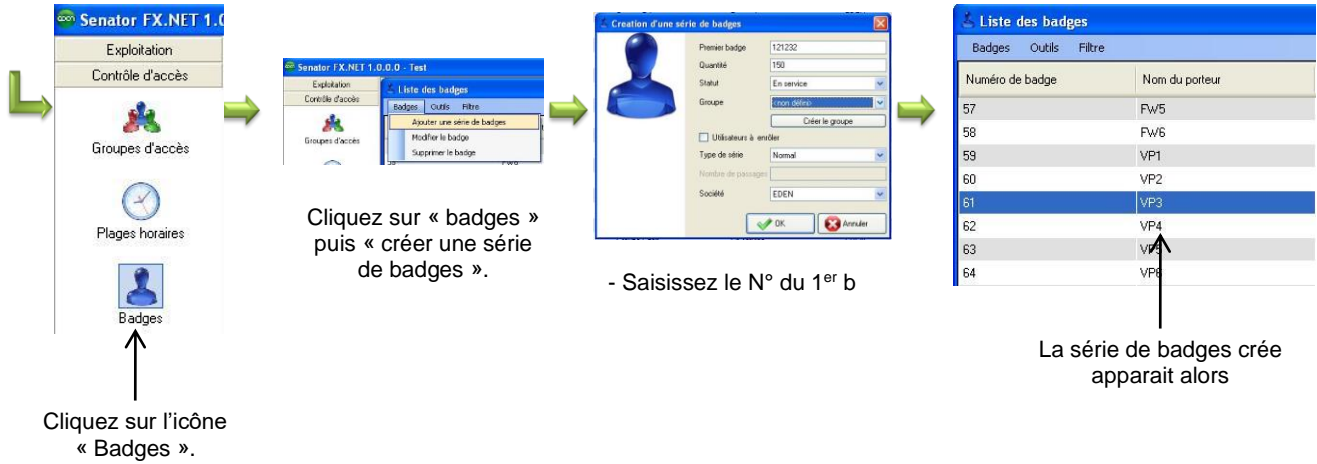 Senator FX.NET 1.0
Exploitation
Contrôle d'accès
Groupes d'accès
Plages horaires
Badges
Cliquez sur l'icône
« Badges ».
Senator FX.NET 1.0.0.0 - Test
Exploitation
Contrôle d'accès
Groupes d'accès
Liste des badges
Badges Outils Filtre
Ajouter une série de badges
Modifier le badge
Supprimer le badge
Cliquez sur « badges »
puis « créer une série
de badges ».
Creation d'une série de badges
Premier badge 121232
Quantité 150
Statut En service
Groupe <non défini>
Créer le groupe
Utilisateurs à enrôler
Type de série Normal
Nombre de passages
Société EDEN
OK Annuler
- Saisissez le N° du 1er b
Liste des badges
Badges Outils Filtre
Numéro de badge Nom du porteur
57 FW5
58 FW6
59 VP1
60 VP2
61 VP3
62 VP4
63 VP5
64 VP6
La série de badges crée
apparait alors